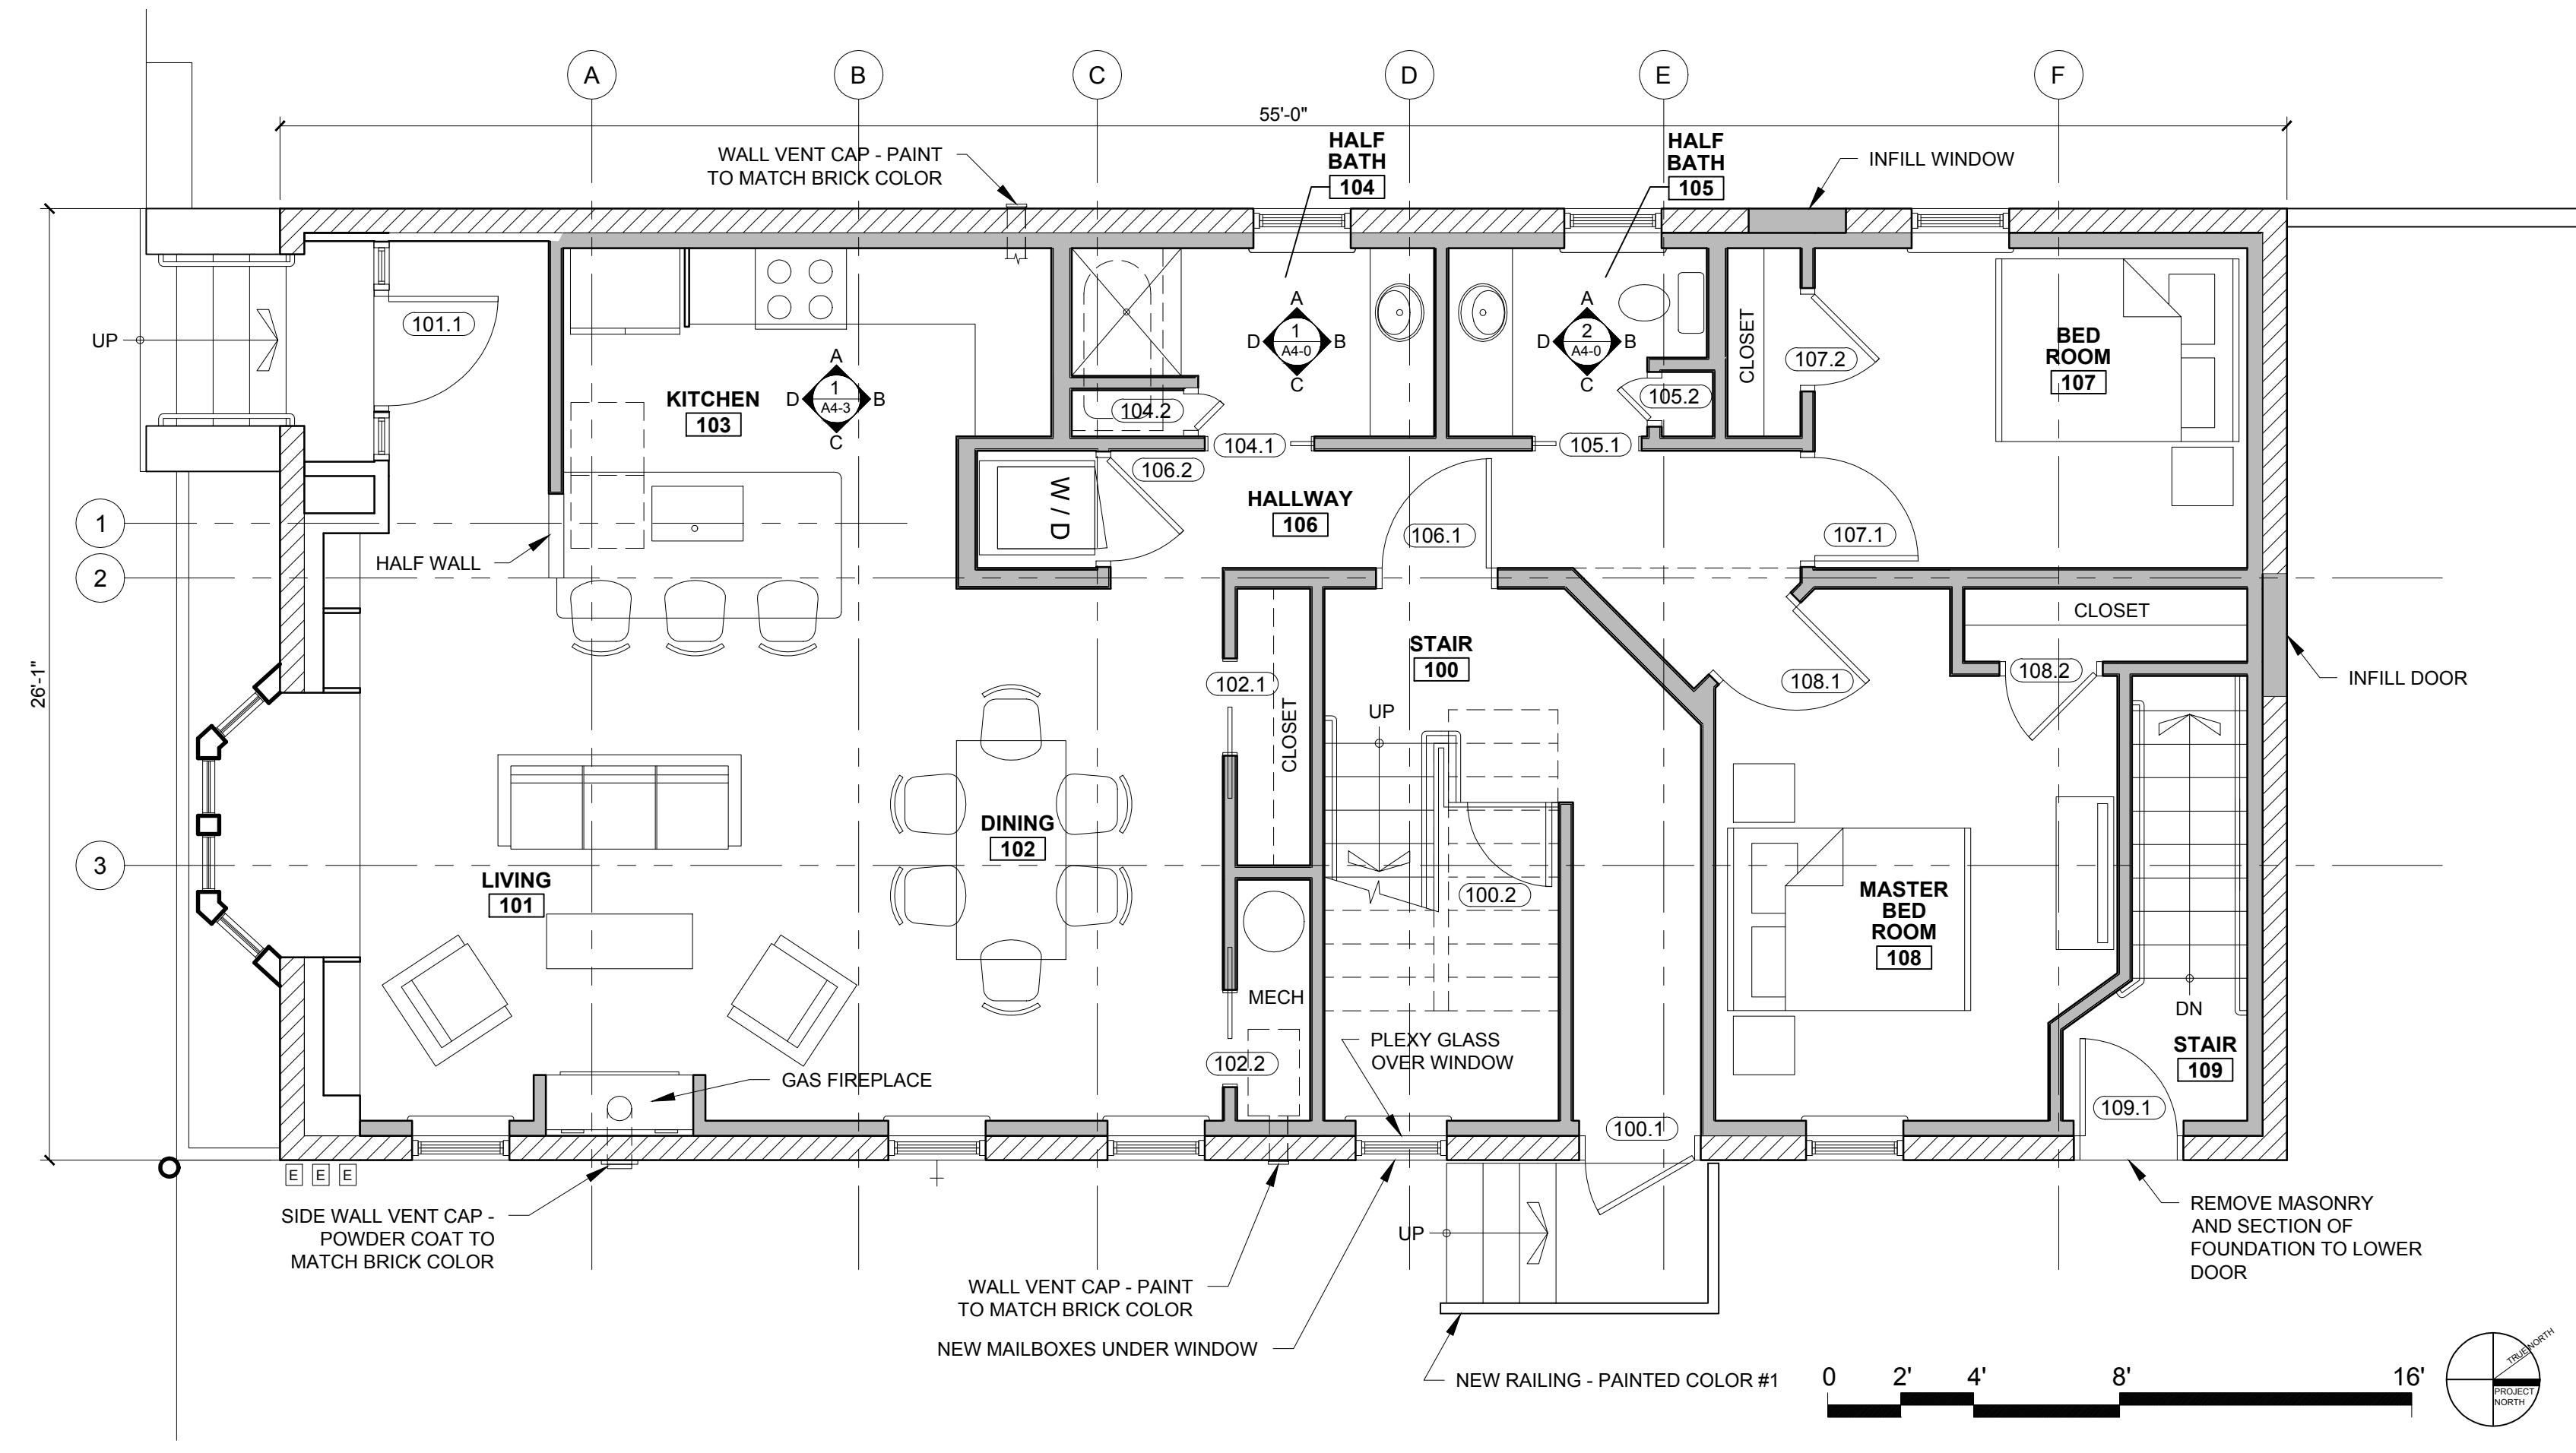 A
B
C
D
E
F
55'-0"
HALF
BATH
104
HALF
BATH
105
WALL VENT CAP - PAINT
TO MATCH BRICK COLOR
INFILL WINDOW
UP
101.1
KITCHEN
103
A
D 1 B
A4-3
C
A
D 1 B
A4-0
C
A
D 2 B
A4-0
C
CLOSET
107.2
BED
ROOM
107
104.2
105.2
104.1
105.1
106.2
W / D
HALLWAY
106
106.1
107.1
1
HALF WALL
2
26'-1"
CLOSET
STAIR
100
102.1
108.1
108.2
INFILL DOOR
UP
CLOSET
DINING
102
3
LIVING
101
100.2
MASTER
BED
ROOM
108
MECH
DN
PLEXY GLASS
OVER WINDOW
STAIR
109
102.2
GAS FIREPLACE
109.1
100.1
E E E
SIDE WALL VENT CAP -
POWDER COAT TO
MATCH BRICK COLOR
UP
REMOVE MASONRY
AND SECTION OF
FOUNDATION TO LOWER
DOOR
WALL VENT CAP - PAINT
TO MATCH BRICK COLOR
NEW MAILBOXES UNDER WINDOW
NEW RAILING - PAINTED COLOR #1
0 2' 4' 8' 16'
TRUE NORTH
PROJECT
NORTH